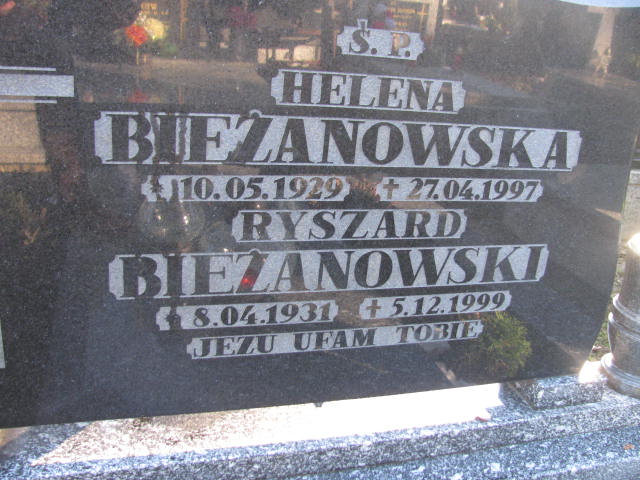 Ś. P.
HELENA
BIEŻANOWSKA
* 10.05.1929 ✝ 27.04.1997
RYSZARD
BIEŻANOWSKI
* 8.04.1931 ✝ 5.12.1999
JEZU UFAM TOBIE